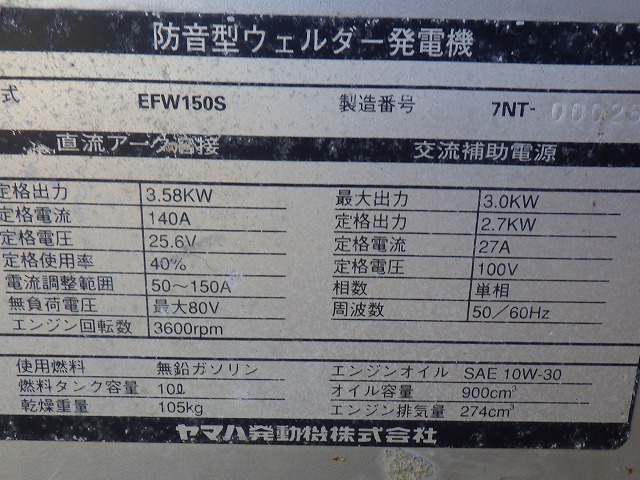 防音型ウェルダー発電機
式 EFW150S 製造番号 7NT-
直流アーク溶接 交流補助電源
定格出力 3.58KW
定格電流 140A
定格電圧 25.6V
定格使用率 40%
電流調整範囲 50～150A
無負荷電圧 最大80V
エンジン回転数 3600rpm
最大出力 3.0KW
定格出力 2.7KW
定格電流 27A
定格電圧 100V
相数 単相
周波数 50／60Hz
使用燃料 無鉛ガソリン
燃料タンク容量 10ℓ
乾燥重量 105kg
エンジンオイル SAE 10W-30
オイル容量 900cm³
エンジン排気量 274cm³
ヤマハ発動機株式会社